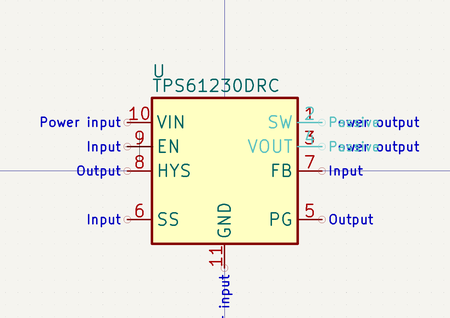 U
TPS61230DRC
Power input 10 VIN SW 1 Power output
Input 9 EN VOUT 3 Power output
Output 8 HYS FB 7 Input
Input 6 SS GND PG 5 Output
11
input